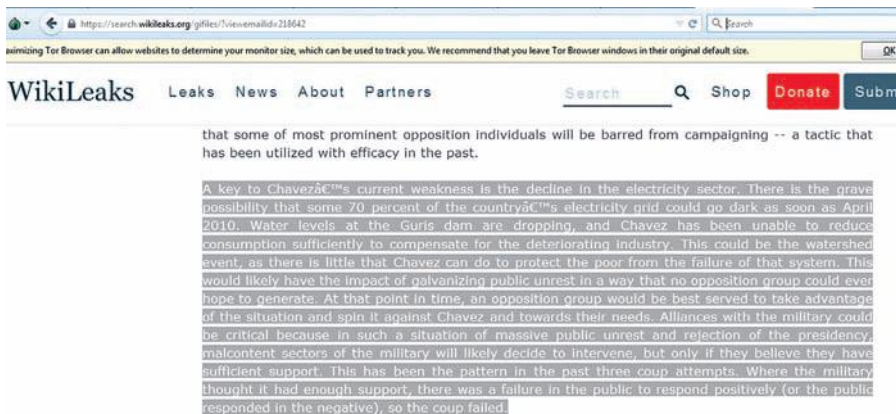 https://search.wikileaks.org/gifiles/?viewemailid=218642
Search
aximizing Tor Browser can allow websites to determine your monitor size, which can be used to track you. We recommend that you leave Tor Browser windows in their original default size.
OK
WikiLeaks Leaks News About Partners Search Shop Donate Subm
that some of most prominent opposition individuals will be barred from campaigning -- a tactic that
has been utilized with efficacy in the past.
A key to Chavezâ€™s current weakness is the decline in the electricity sector. There is the grave
possibility that some 70 percent of the countryâ€™s electricity grid could go dark as soon as April
2010. Water levels at the Guris dam are dropping, and Chavez has been unable to reduce
consumption sufficiently to compensate for the deteriorating industry. This could be the watershed
event, as there is little that Chavez can do to protect the poor from the failure of that system. This
would likely have the impact of galvanizing public unrest in a way that no opposition group could ever
hope to generate. At that point in time, an opposition group would be best served to take advantage
of the situation and spin it against Chavez and towards their needs. Alliances with the military could
be critical because in such a situation of massive public unrest and rejection of the presidency,
malcontent sectors of the military will likely decide to intervene, but only if they believe they have
sufficient support. This has been the pattern in the past three coup attempts. Where the military
thought it had enough support, there was a failure in the public to respond positively (or the public
responded in the negative), so the coup failed.